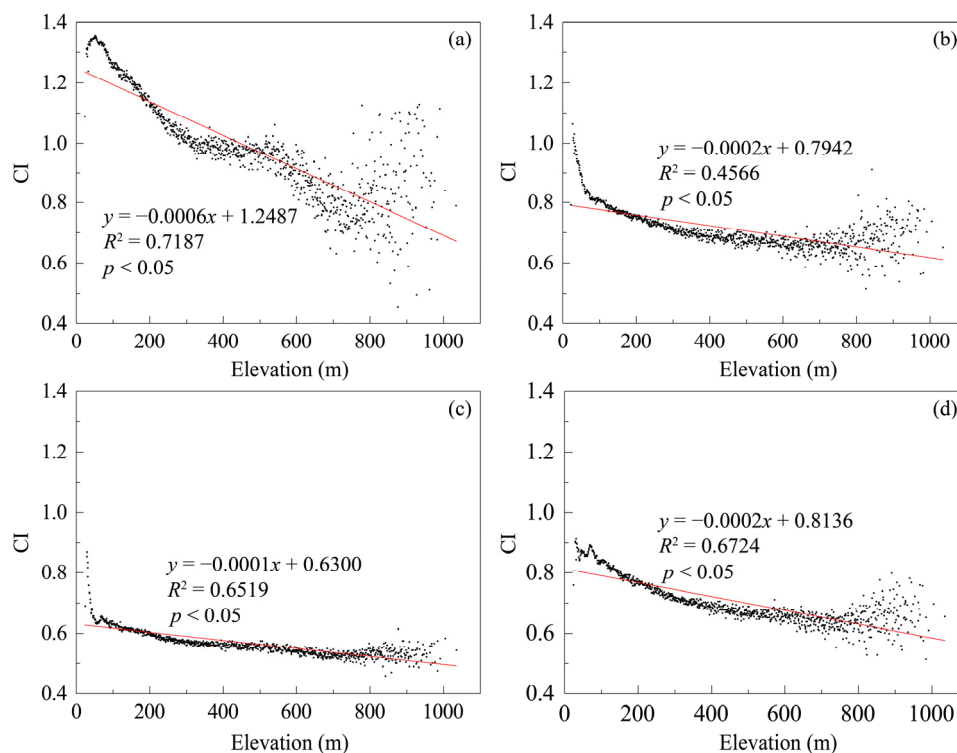 (a)
1.4
1.2
1.0
0.8
0.6
0.4
CI
y = −0.0006x + 1.2487
R² = 0.7187
p < 0.05
0 200 400 600 800 1000
Elevation (m)
(b)
1.4
1.2
1.0
0.8
0.6
0.4
CI
y = −0.0002x + 0.7942
R² = 0.4566
p < 0.05
0 200 400 600 800 1000
Elevation (m)
(c)
1.4
1.2
1.0
0.8
0.6
0.4
CI
y = −0.0001x + 0.6300
R² = 0.6519
p < 0.05
0 200 400 600 800 1000
Elevation (m)
(d)
1.4
1.2
1.0
0.8
0.6
0.4
CI
y = −0.0002x + 0.8136
R² = 0.6724
p < 0.05
0 200 400 600 800 1000
Elevation (m)